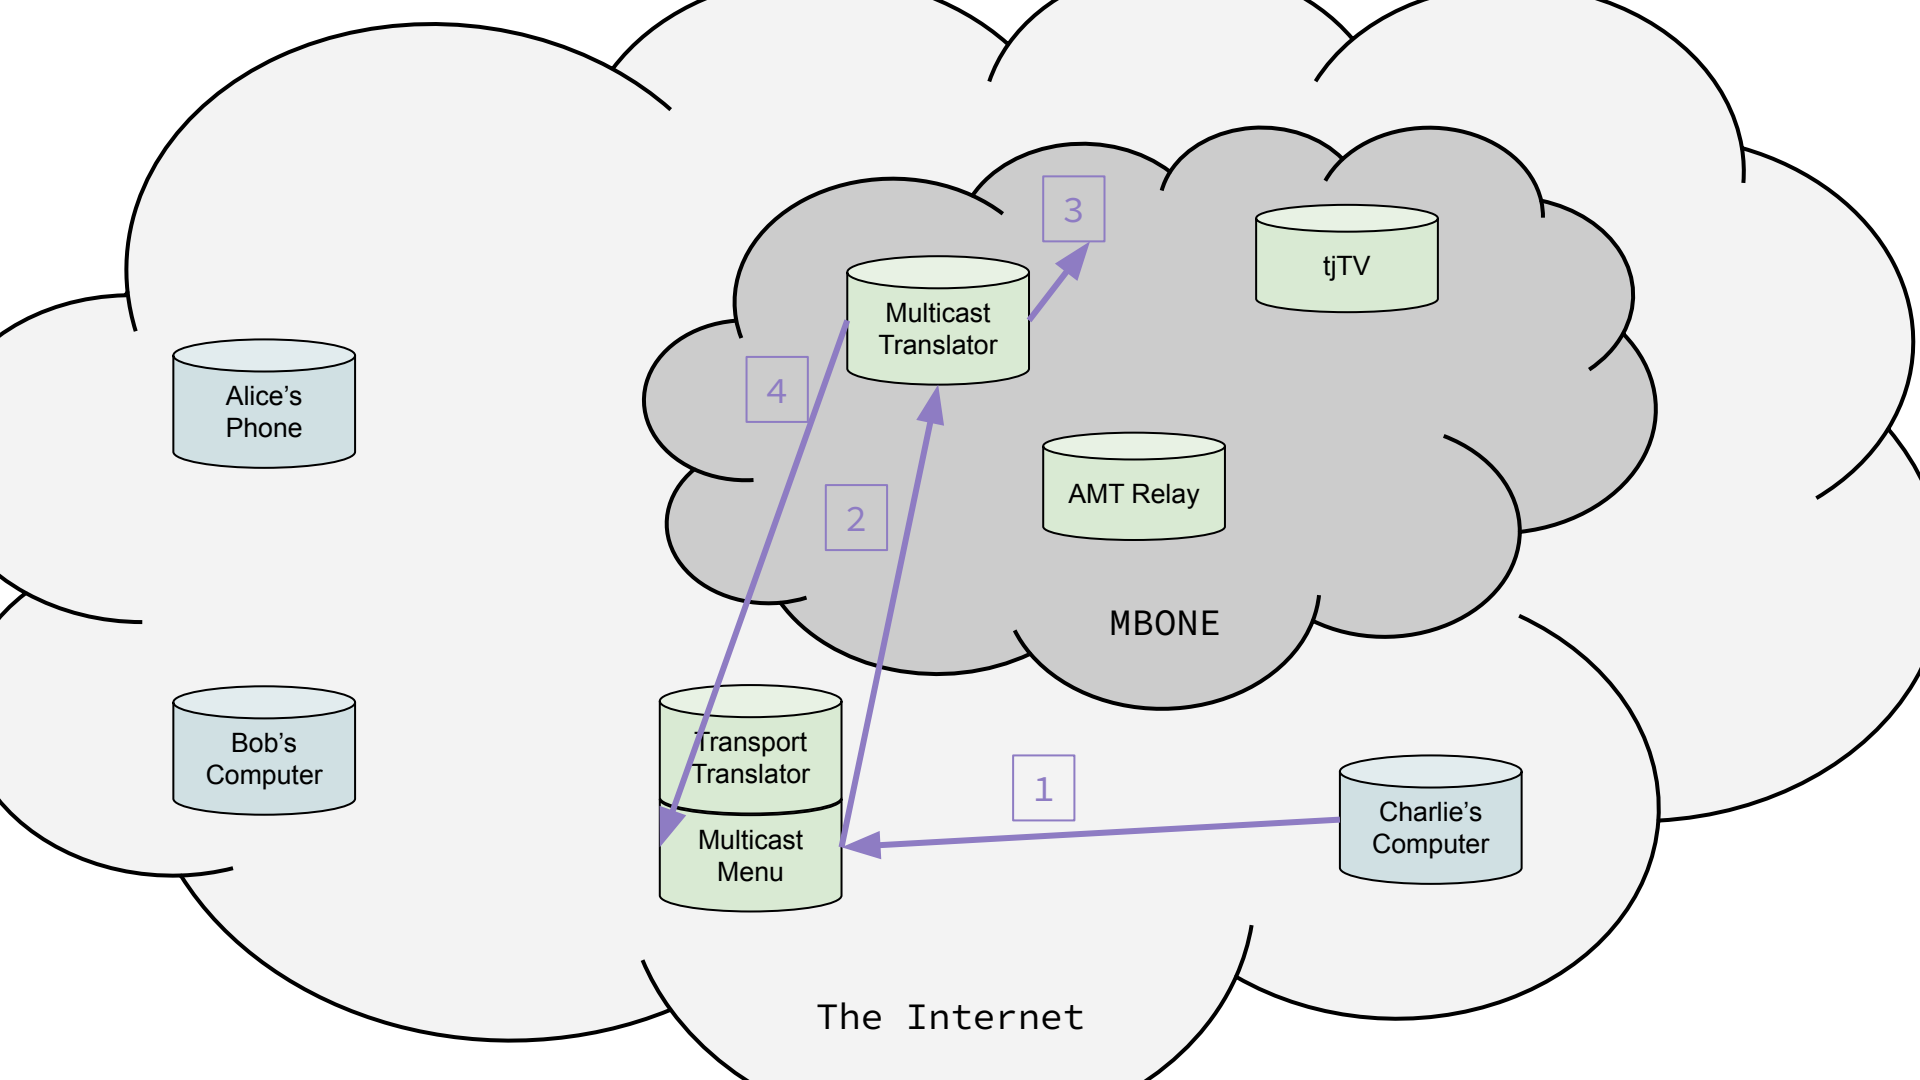 3
tjTV
Multicast
Translator
4
Alice's
Phone
2
AMT Relay
MBONE
Transport
Translator
Bob's
Computer
1
Multicast
Menu
Charlie's
Computer
The Internet